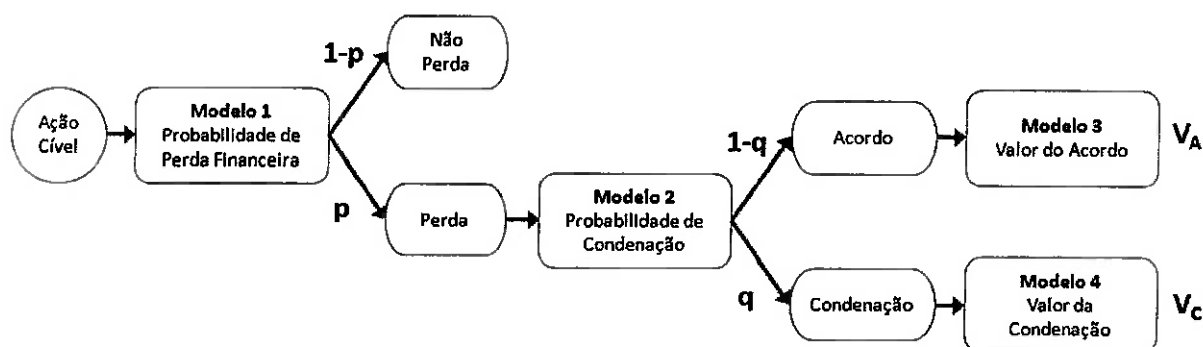 Ação
Cível
Modelo 1
Probabilidade de
Perda Financeira
1-p
Não
Perda
p
Perda
Modelo 2
Probabilidade de
Condenação
1-q
Acordo
Modelo 3
Valor do Acordo
VA
q
Condenação
Modelo 4
Valor da
Condenação
VC